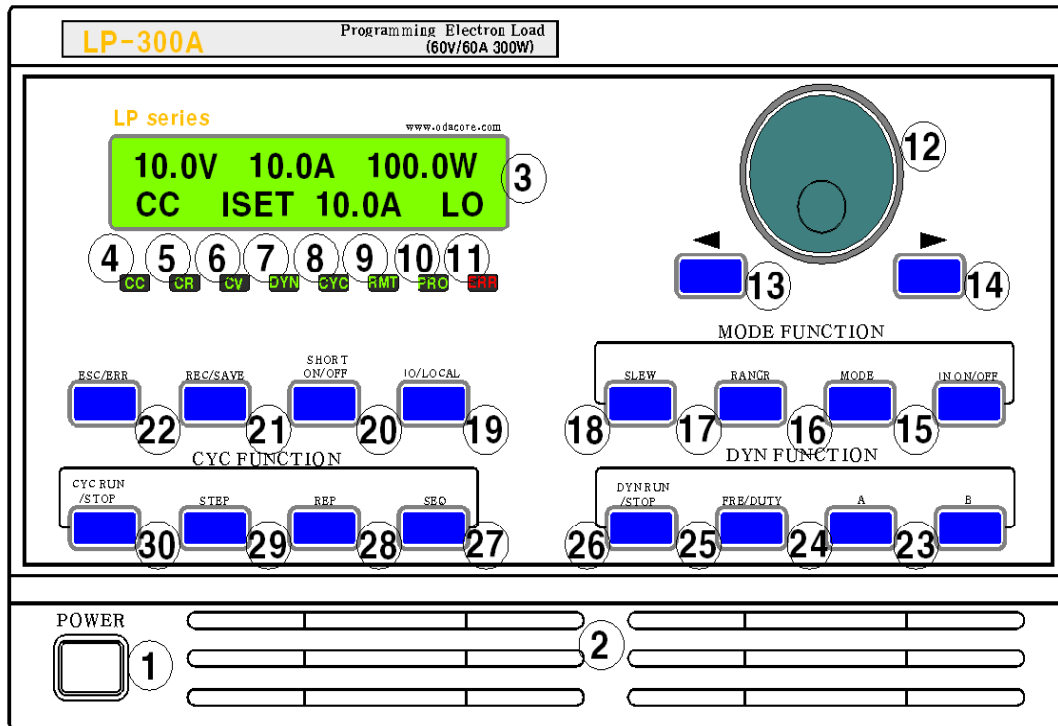 LP-300A
Programming Electron Load
(60V/60A 300W)
LP series
www.odacore.com
10.0V 10.0A 100.0W
CC ISET 10.0A LO
3
12
4 5 6 7 8 9 10 11
CC CR CV DYN CYC RMT PRO ERR
◀ ▶
13 14
MODE FUNCTION
ESC/ERR REC/SAVE SHORT ON/OFF IO/LOCAL
SLEW RANGR MODE IN ON/OFF
22 21 20 19 18 17 16 15
CYC FUNCTION
DYN FUNCTION
CYC RUN /STOP STEP REP SEQ
DYN RUN /STOP FRE/DUTY A B
30 29 28 27 26 25 24 23
POWER
1
2